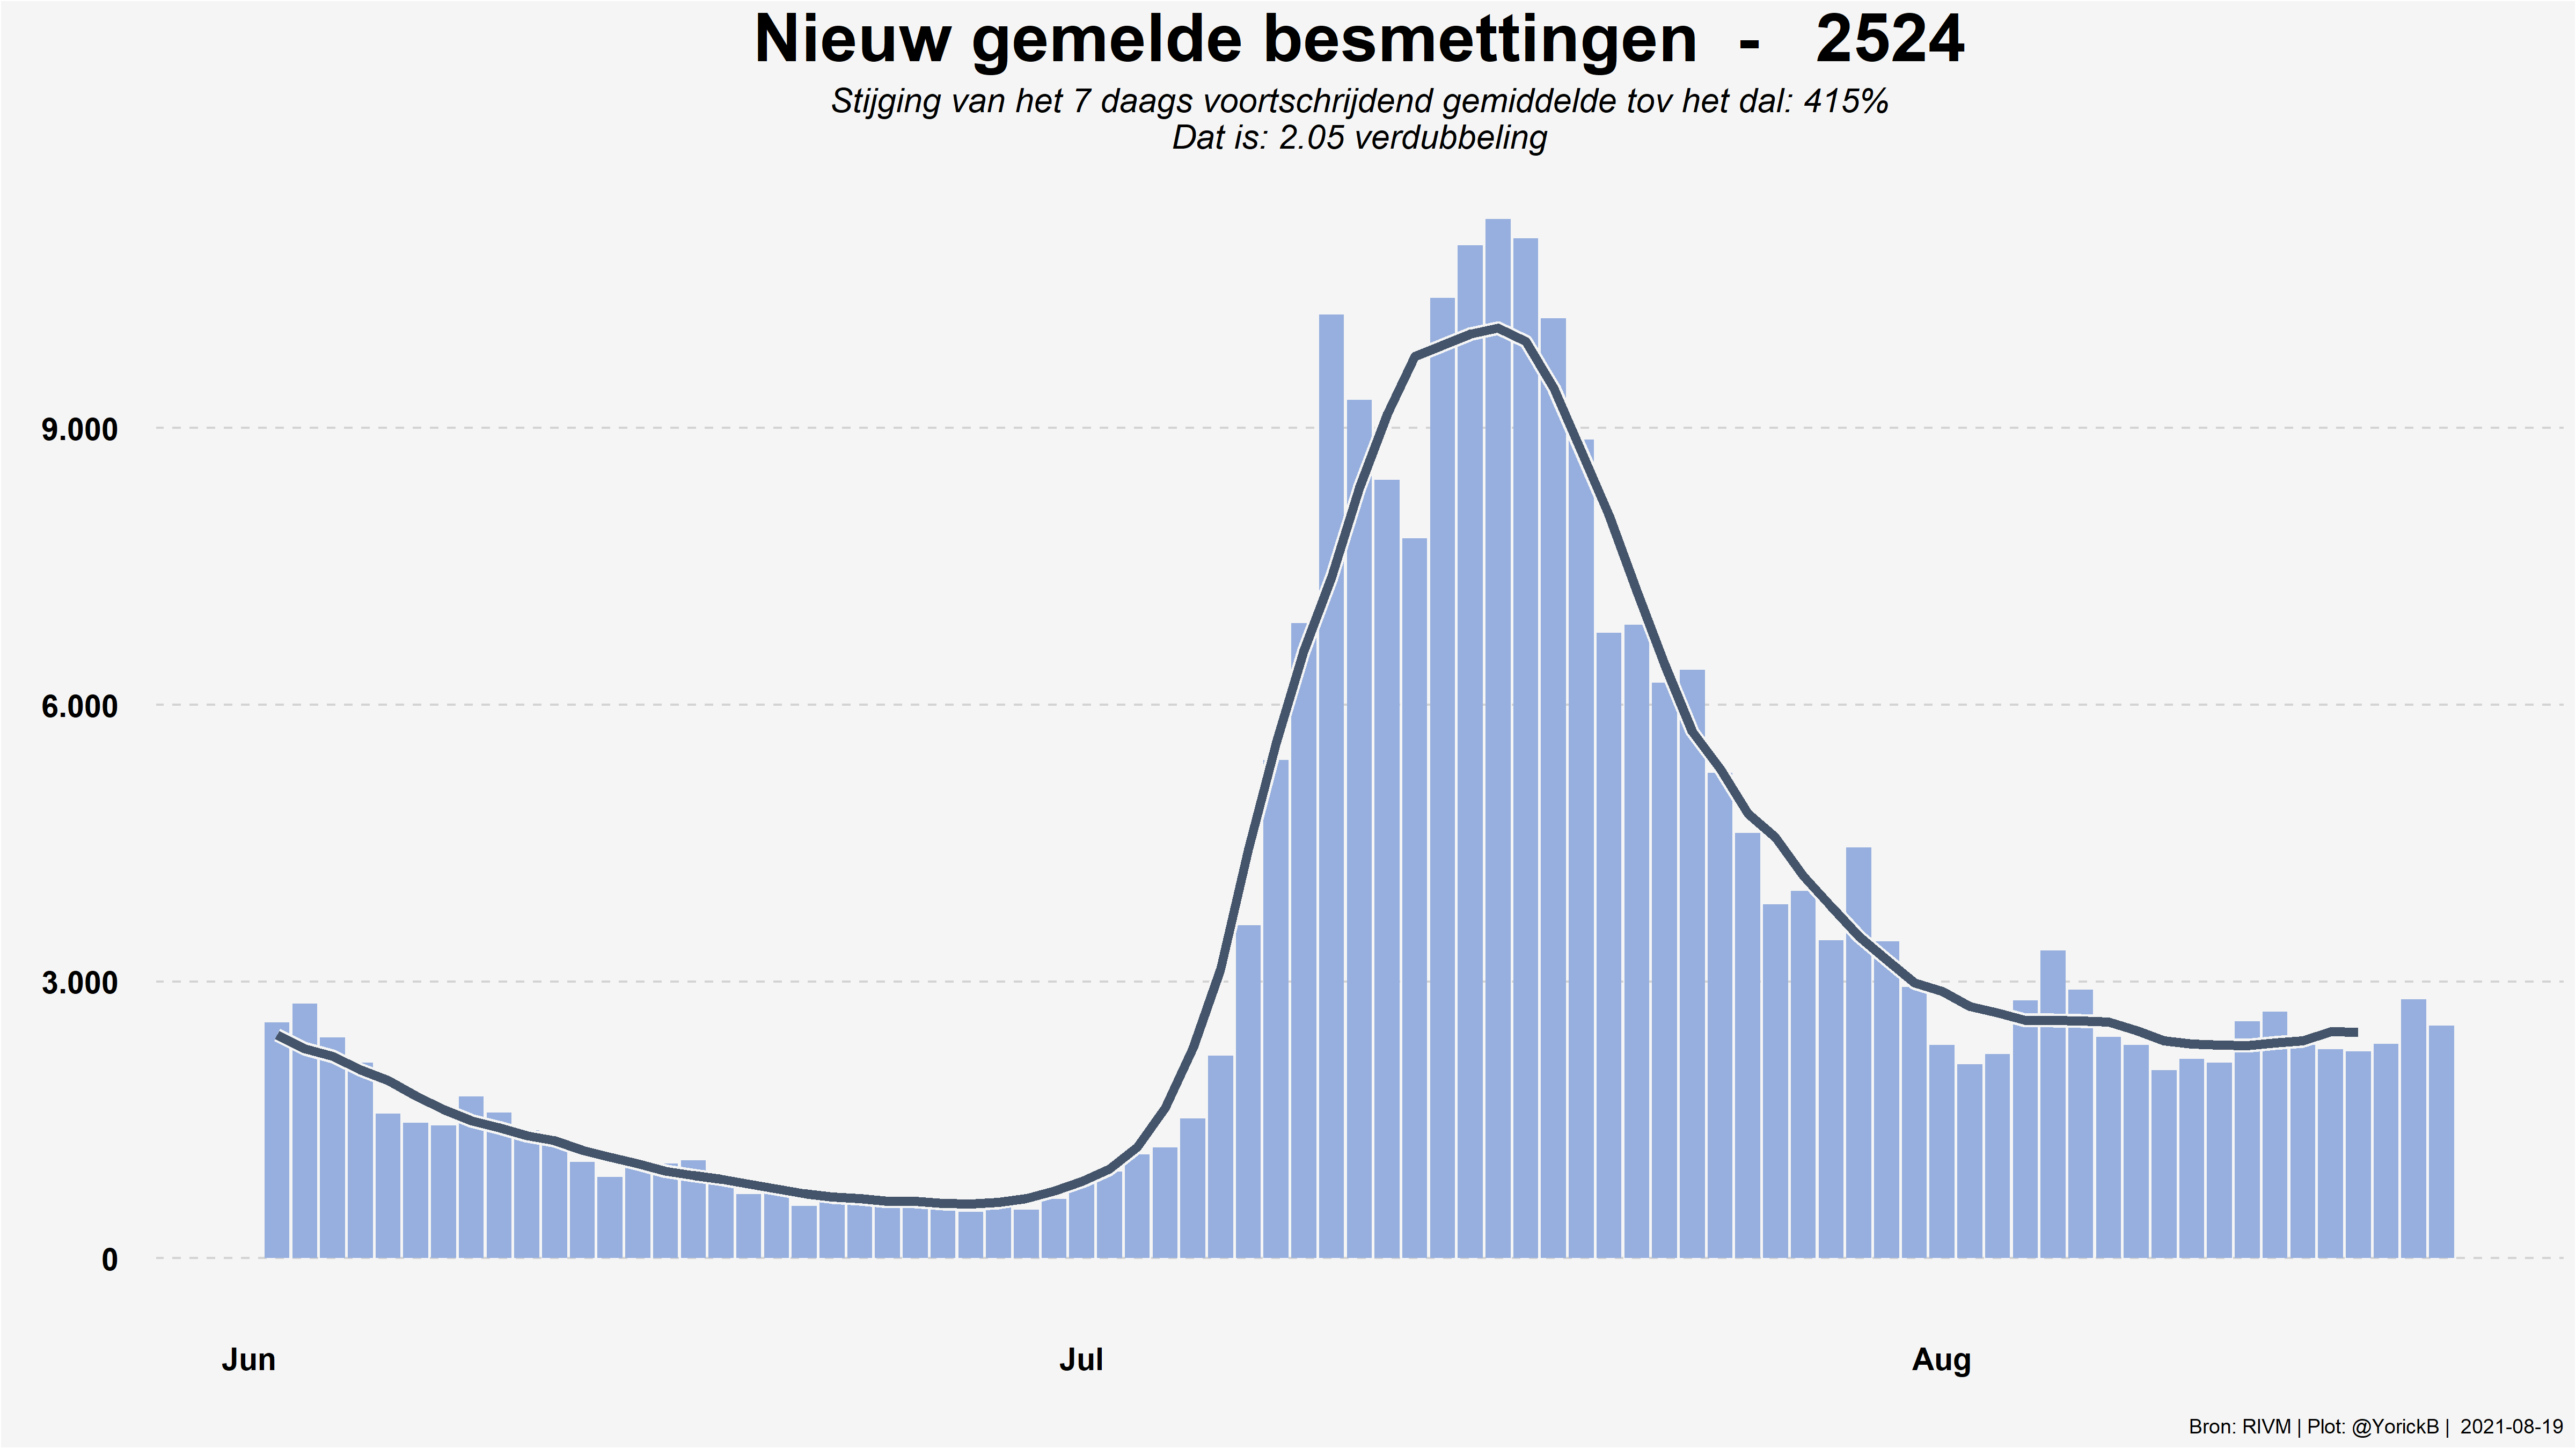 Nieuw gemelde besmettingen - 2524
Stijging van het 7 daags voortschrijdend gemiddelde tov het dal: 415%
Dat is: 2.05 verdubbeling
9.000
6.000
3.000
0
Jun Jul Aug
Bron: RIVM | Plot: @YorickB | 2021-08-19